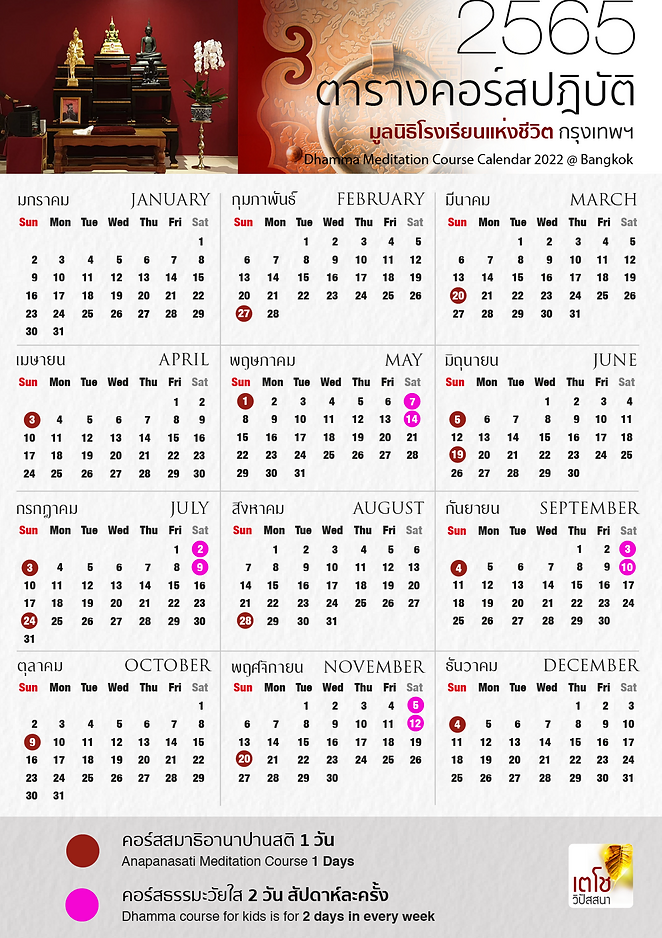 2565
ตารางคอร์สปฎิบัติ
มูลนิธิโรงเรียนแห่งชีวิต กรุงเทพฯ
Dhamma Meditation Course Calendar 2022 @ Bangkok
มกราคม JANUARY
Sun Mon Tue Wed Thu Fri Sat
1
2 3 4 5 6 7 8
9 10 11 12 13 14 15
16 17 18 19 20 21 22
23 24 25 26 27 28 29
30 31
กุมภาพันธ์ FEBRUARY
Sun Mon Tue Wed Thu Fri Sat
1 2 3 4 5
6 7 8 9 10 11 12
13 14 15 16 17 18 19
20 21 22 23 24 25 26
27 28
มีนาคม MARCH
Sun Mon Tue Wed Thu Fri Sat
1 2 3 4 5
6 7 8 9 10 11 12
13 14 15 16 17 18 19
20 21 22 23 24 25 26
27 28 29 30 31
เมษายน APRIL
Sun Mon Tue Wed Thu Fri Sat
1 2
3 4 5 6 7 8 9
10 11 12 13 14 15 16
17 18 19 20 21 22 23
24 25 26 27 28 29 30
พฤษภาคม MAY
Sun Mon Tue Wed Thu Fri Sat
1 2 3 4 5 6 7
8 9 10 11 12 13 14
15 16 17 18 19 20 21
22 23 24 25 26 27 28
29 30 31
มิถุนายน JUNE
Sun Mon Tue Wed Thu Fri Sat
1 2 3 4
5 6 7 8 9 10 11
12 13 14 15 16 17 18
19 20 21 22 23 24 25
26 27 28 29 30
กรกฎาคม JULY
Sun Mon Tue Wed Thu Fri Sat
1 2
3 4 5 6 7 8 9
10 11 12 13 14 15 16
17 18 19 20 21 22 23
24 25 26 27 28 29 30
31
สิงหาคม AUGUST
Sun Mon Tue Wed Thu Fri Sat
1 2 3 4 5 6
7 8 9 10 11 12 13
14 15 16 17 18 19 20
21 22 23 24 25 26 27
28 29 30 31
กันยายน SEPTEMBER
Sun Mon Tue Wed Thu Fri Sat
1 2 3
4 5 6 7 8 9 10
11 12 13 14 15 16 17
18 19 20 21 22 23 24
25 26 27 28 29 30
ตุลาคม OCTOBER
Sun Mon Tue Wed Thu Fri Sat
1
2 3 4 5 6 7 8
9 10 11 12 13 14 15
16 17 18 19 20 21 22
23 24 25 26 27 28 29
30 31
พฤศจิกายน NOVEMBER
Sun Mon Tue Wed Thu Fri Sat
1 2 3 4 5
6 7 8 9 10 11 12
13 14 15 16 17 18 19
20 21 22 23 24 25 26
27 28 29 30
ธันวาคม DECEMBER
Sun Mon Tue Wed Thu Fri Sat
1 2 3
4 5 6 7 8 9 10
11 12 13 14 15 16 17
18 19 20 21 22 23 24
25 26 27 28 29 30 31
คอร์สสมาธิอานาปานสติ 1 วัน
Anapanasati Meditation Course 1 Days
คอร์สธรรมะวัยใส 2 วัน สัปดาห์ละครั้ง
Dhamma course for kids is for 2 days in every week
เตโช
วิปัสสนา